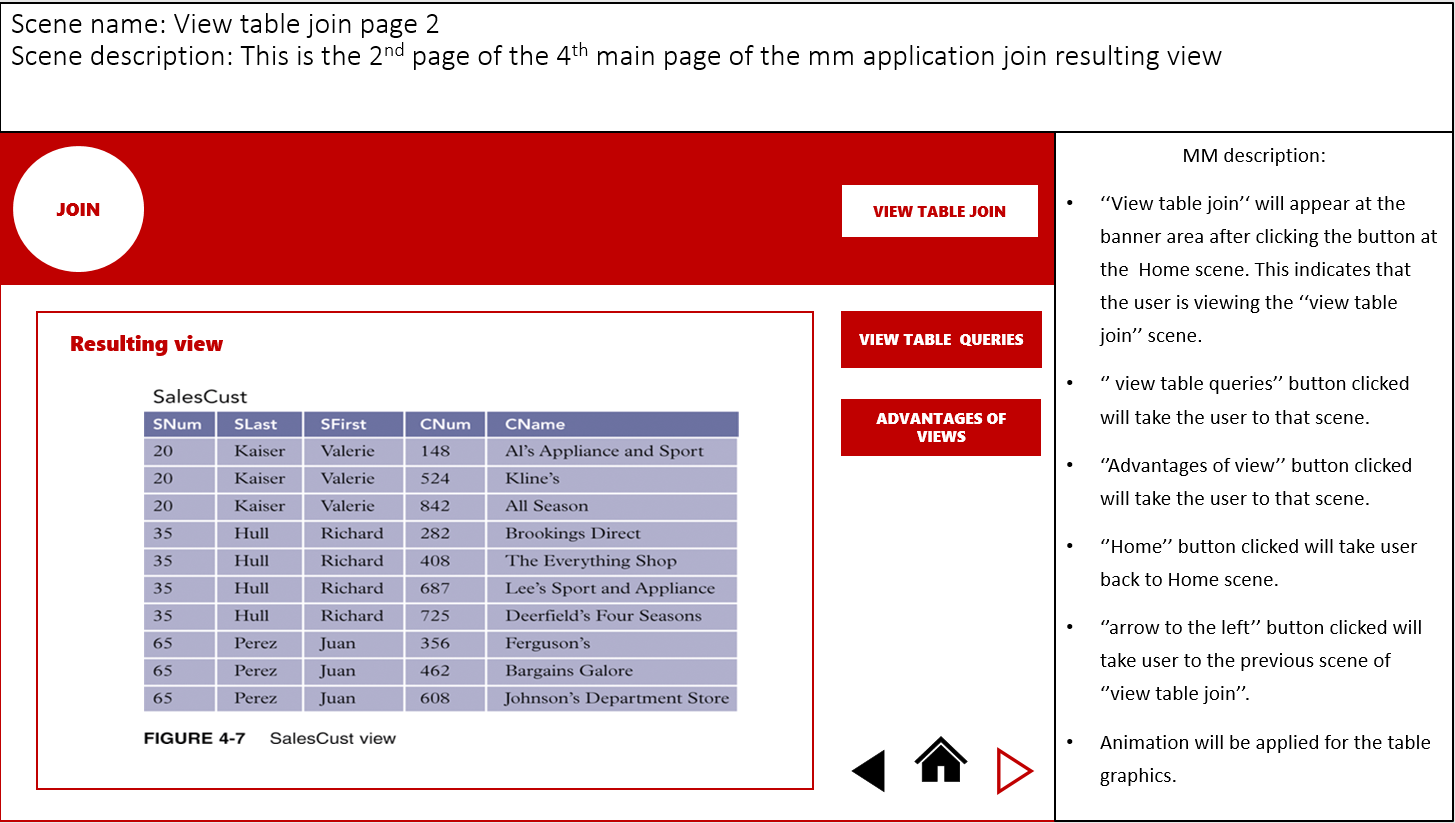 Scene name: View table join page 2
Scene description: This is the 2nd page of the 4th main page of the mm application join resulting view
JOIN
VIEW TABLE JOIN
Resulting view
SalesCust
SNum SLast SFirst CNum CName
20 Kaiser Valerie 148 Al’s Appliance and Sport
20 Kaiser Valerie 524 Kline’s
20 Kaiser Valerie 842 All Season
35 Hull Richard 282 Brookings Direct
35 Hull Richard 408 The Everything Shop
35 Hull Richard 687 Lee’s Sport and Appliance
35 Hull Richard 725 Deerfield’s Four Seasons
65 Perez Juan 356 Ferguson’s
65 Perez Juan 462 Bargains Galore
65 Perez Juan 608 Johnson’s Department Store
FIGURE 4-7 SalesCust view
VIEW TABLE QUERIES
ADVANTAGES OF
VIEWS
MM description:
• ‘‘View table join’‘ will appear at the
banner area after clicking the button at
the Home scene. This indicates that
the user is viewing the ‘‘view table
join’’ scene.
• ‘’ view table queries’’ button clicked
will take the user to that scene.
• ‘’Advantages of view’’ button clicked
will take the user to that scene.
• ‘’Home’’ button clicked will take user
back to Home scene.
• ‘’arrow to the left’’ button clicked will
take user to the previous scene of
‘’view table join’’.
• Animation will be applied for the table
graphics.